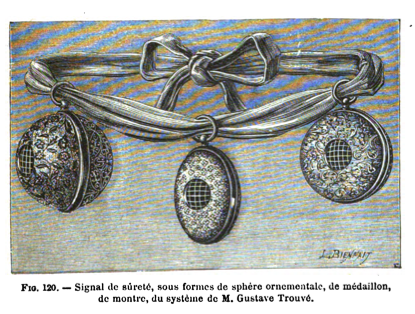 L. BIENFAIT
FIG. 120. — Signal de sûreté, sous formes de sphère ornementale, de médaillon,
de montre, du système de M. Gustave Trouvé.